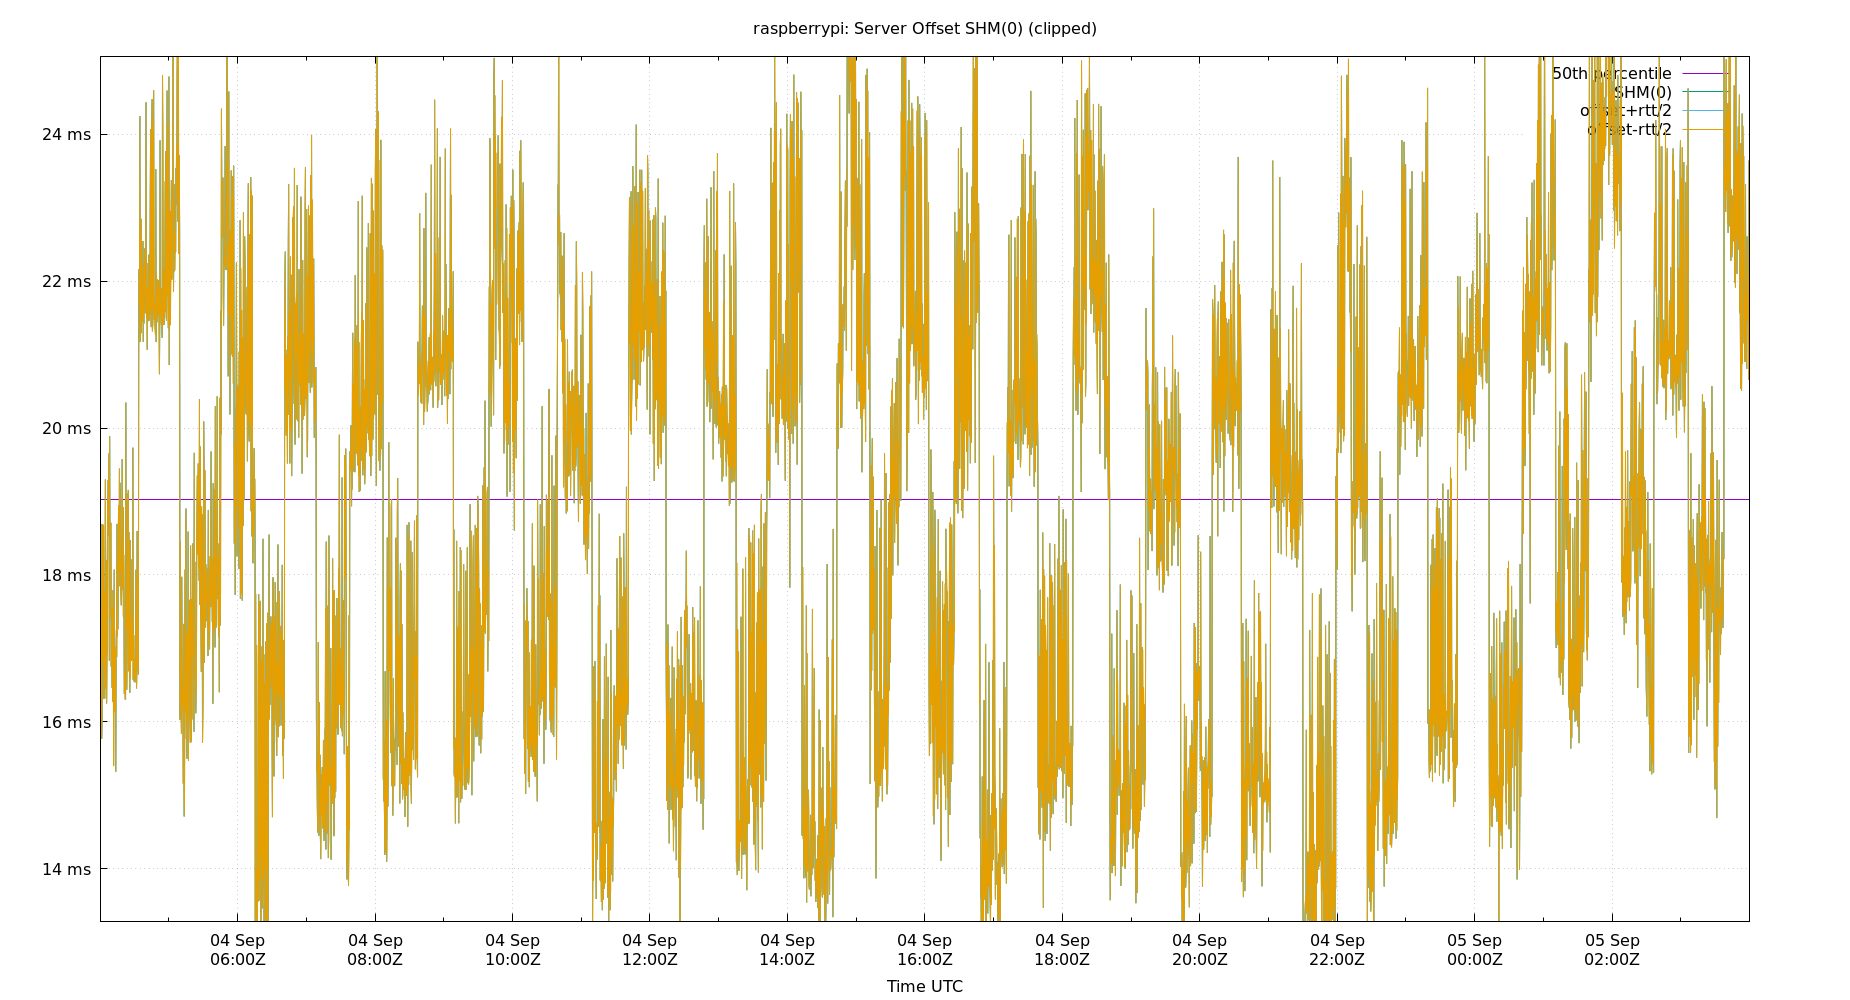 raspberrypi: Server Offset SHM(0) (clipped)
50th percentile
SHM(0)
offset+rtt/2
offset-rtt/2
24 ms
22 ms
20 ms
18 ms
16 ms
14 ms
04 Sep 04 Sep 04 Sep 04 Sep 04 Sep 04 Sep 04 Sep 04 Sep 04 Sep 05 Sep 05 Sep
06:00Z 08:00Z 10:00Z 12:00Z 14:00Z 16:00Z 18:00Z 20:00Z 22:00Z 00:00Z 02:00Z
Time UTC